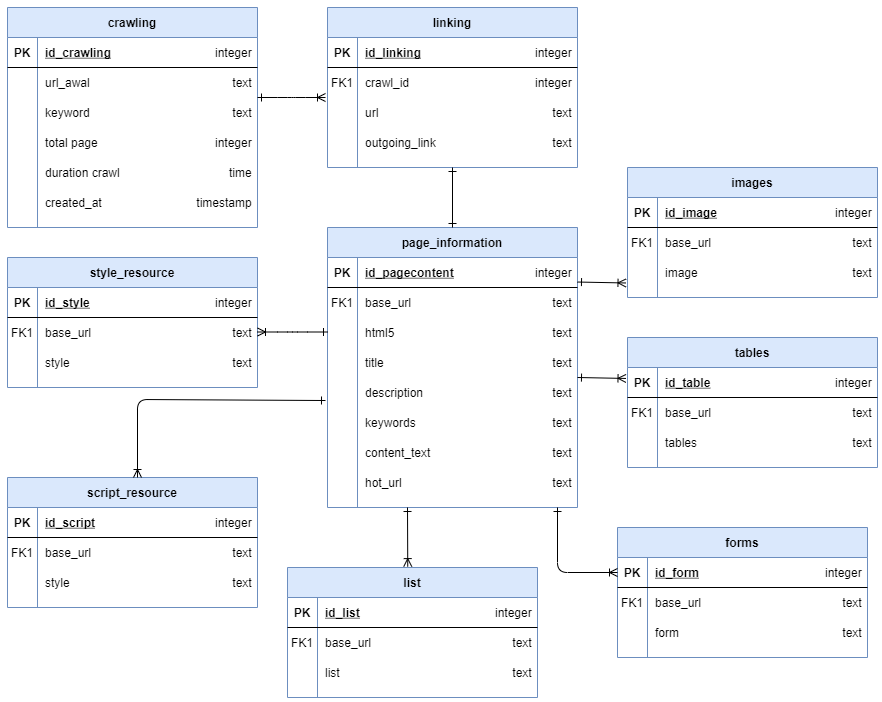 crawling
PK id_crawling integer
url_awal text
keyword text
total page integer
duration crawl time
created_at timestamp
linking
PK id_linking integer
FK1 crawl_id integer
url text
outgoing_link text
images
PK id_image integer
FK1 base_url text
image text
page_information
PK id_pagecontent integer
FK1 base_url text
html5 text
title text
description text
keywords text
content_text text
hot_url text
style_resource
PK id_style integer
FK1 base_url text
style text
tables
PK id_table integer
FK1 base_url text
tables text
script_resource
PK id_script integer
FK1 base_url text
style text
forms
PK id_form integer
FK1 base_url text
form text
list
PK id_list integer
FK1 base_url text
list text